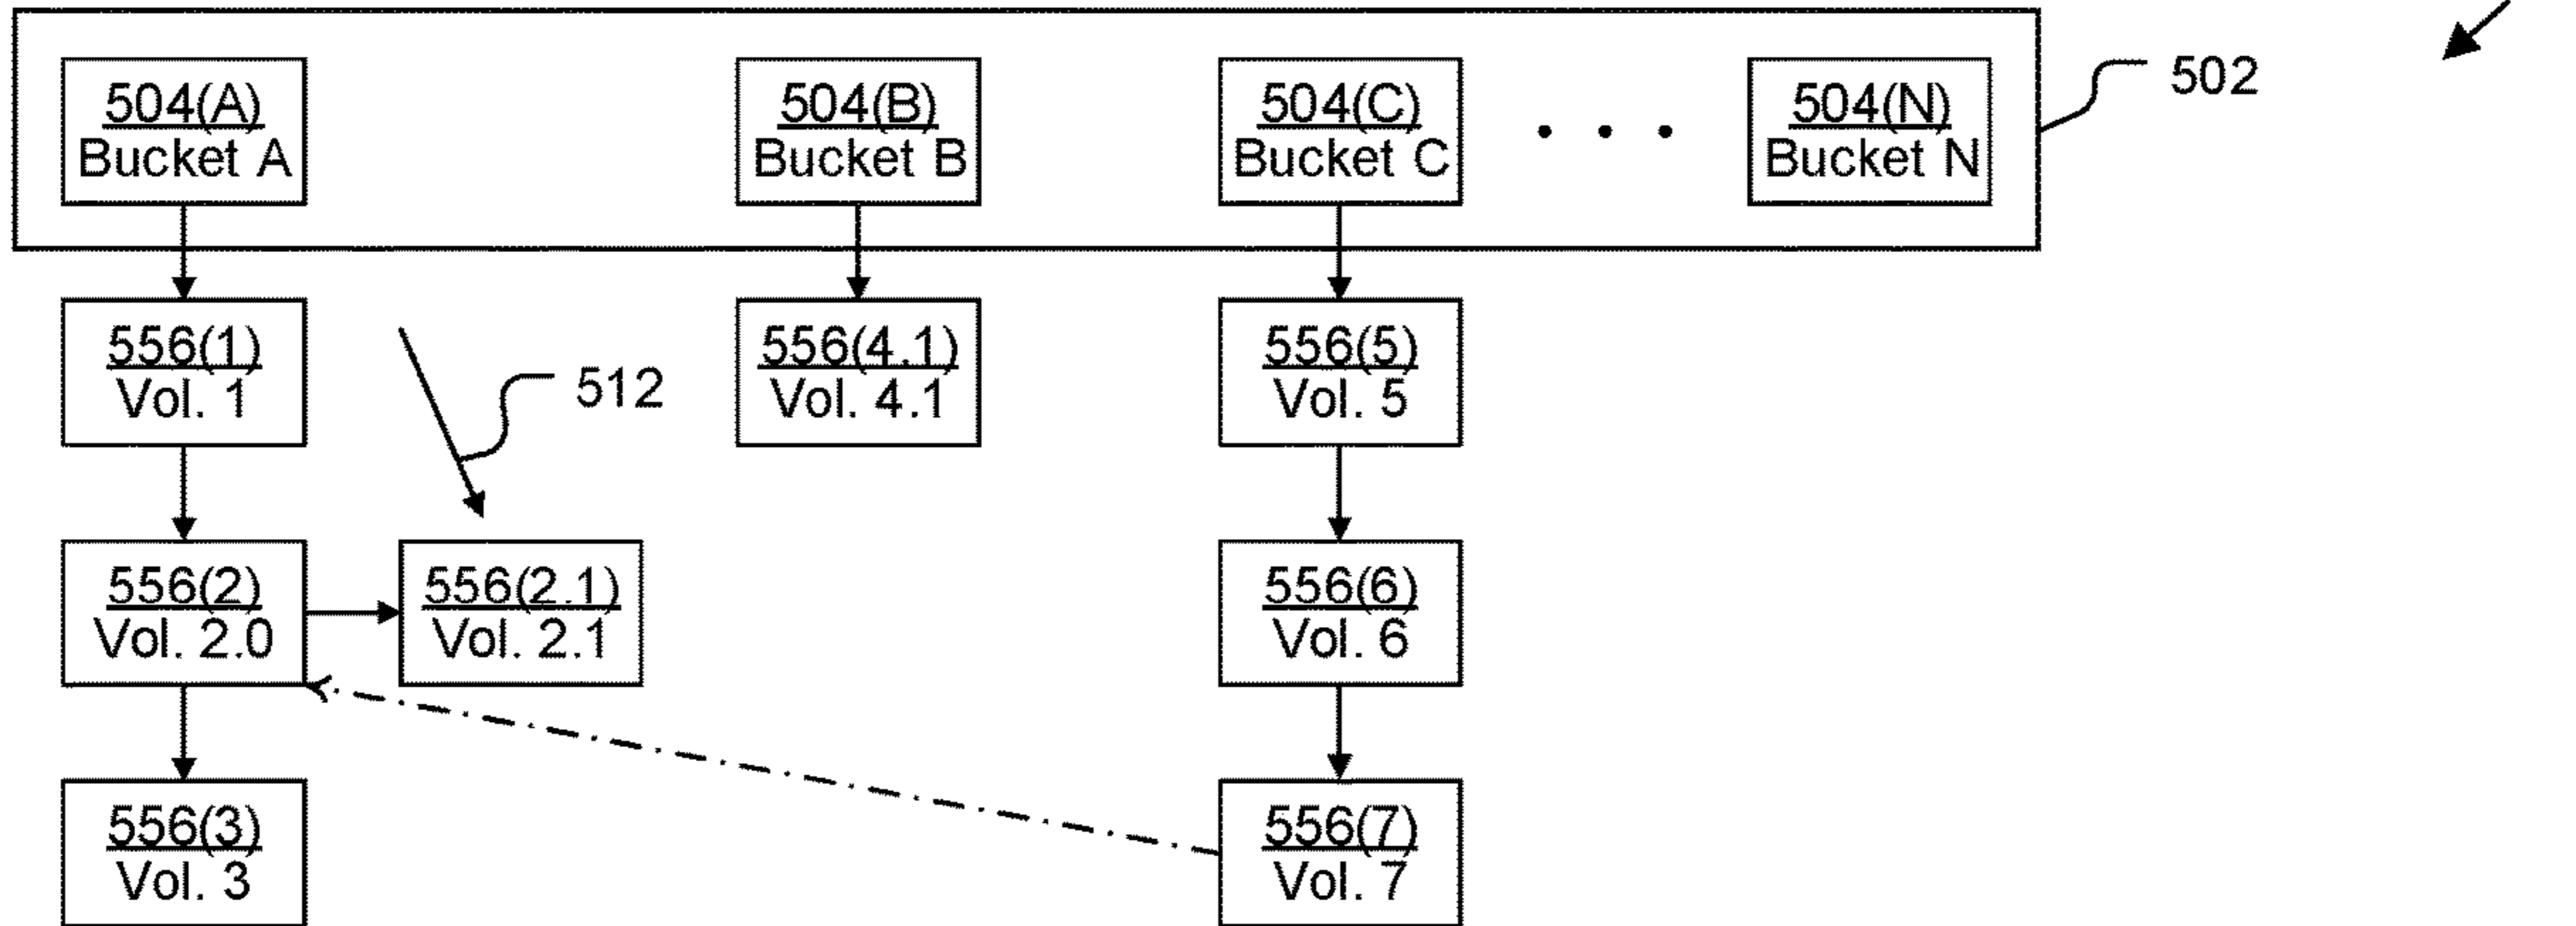 504(A)
Bucket A
504(B)
Bucket B
504(C)
Bucket C
504(N)
Bucket N
502
556(1)
Vol. 1
512
556(4.1)
Vol. 4.1
556(5)
Vol. 5
556(2)
Vol. 2.0
556(2.1)
Vol. 2.1
556(6)
Vol. 6
556(3)
Vol. 3
556(7)
Vol. 7